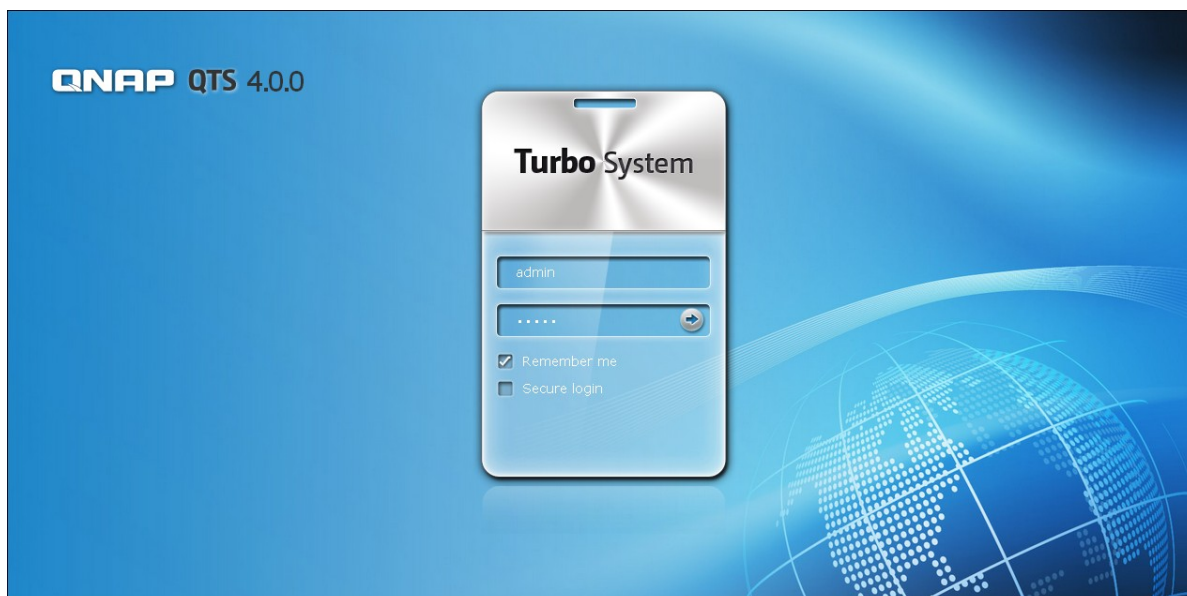 QNAP QTS 4.0.0
Turbo System
admin
•••••
Remember me
Secure login